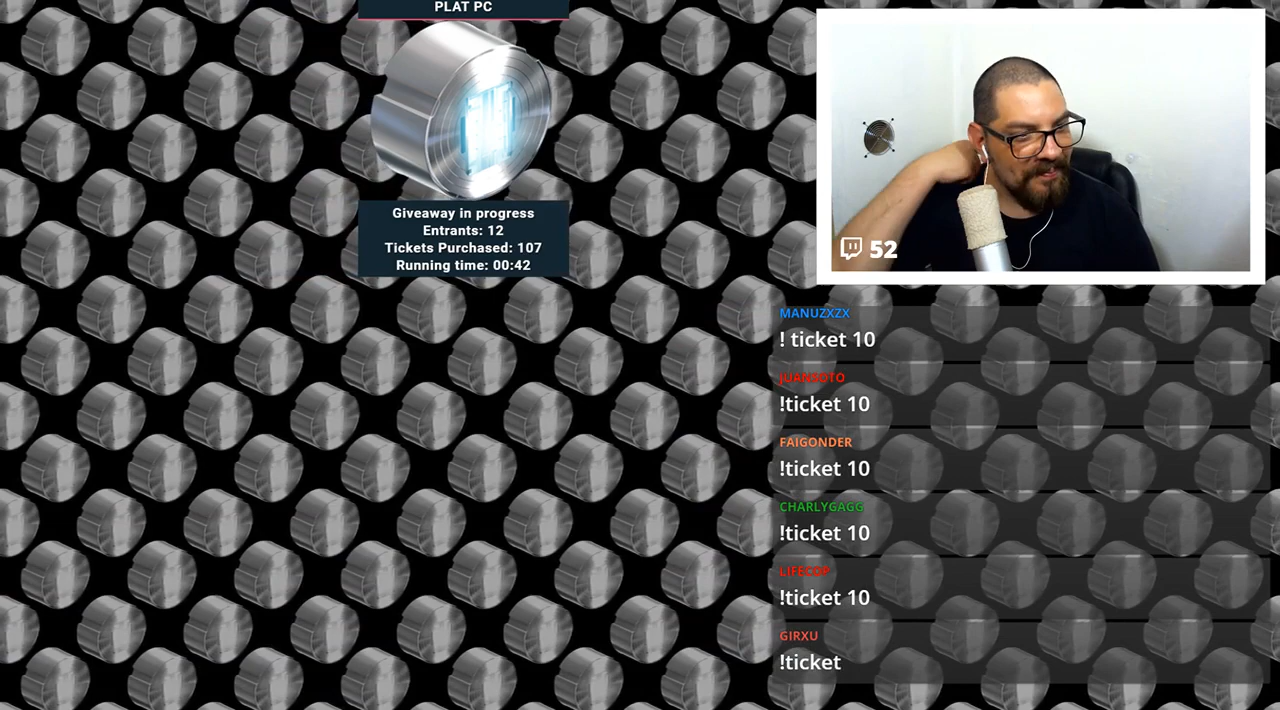 PLAT PC
Giveaway in progress
Entrants: 12
Tickets Purchased: 107
Running time: 00:42
52
MANUZXZX
! ticket 10
JUANSOTO
!ticket 10
FAIGONDER
!ticket 10
CHARLYGAGG
!ticket 10
LIFECOP
!ticket 10
GIRXU
!ticket